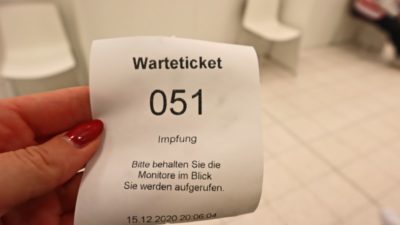 Warteticket
051
Impfung
Bitte behalten Sie die
Monitore im Blick
Sie werden aufgerufen.
15.12.2020 20:06:04